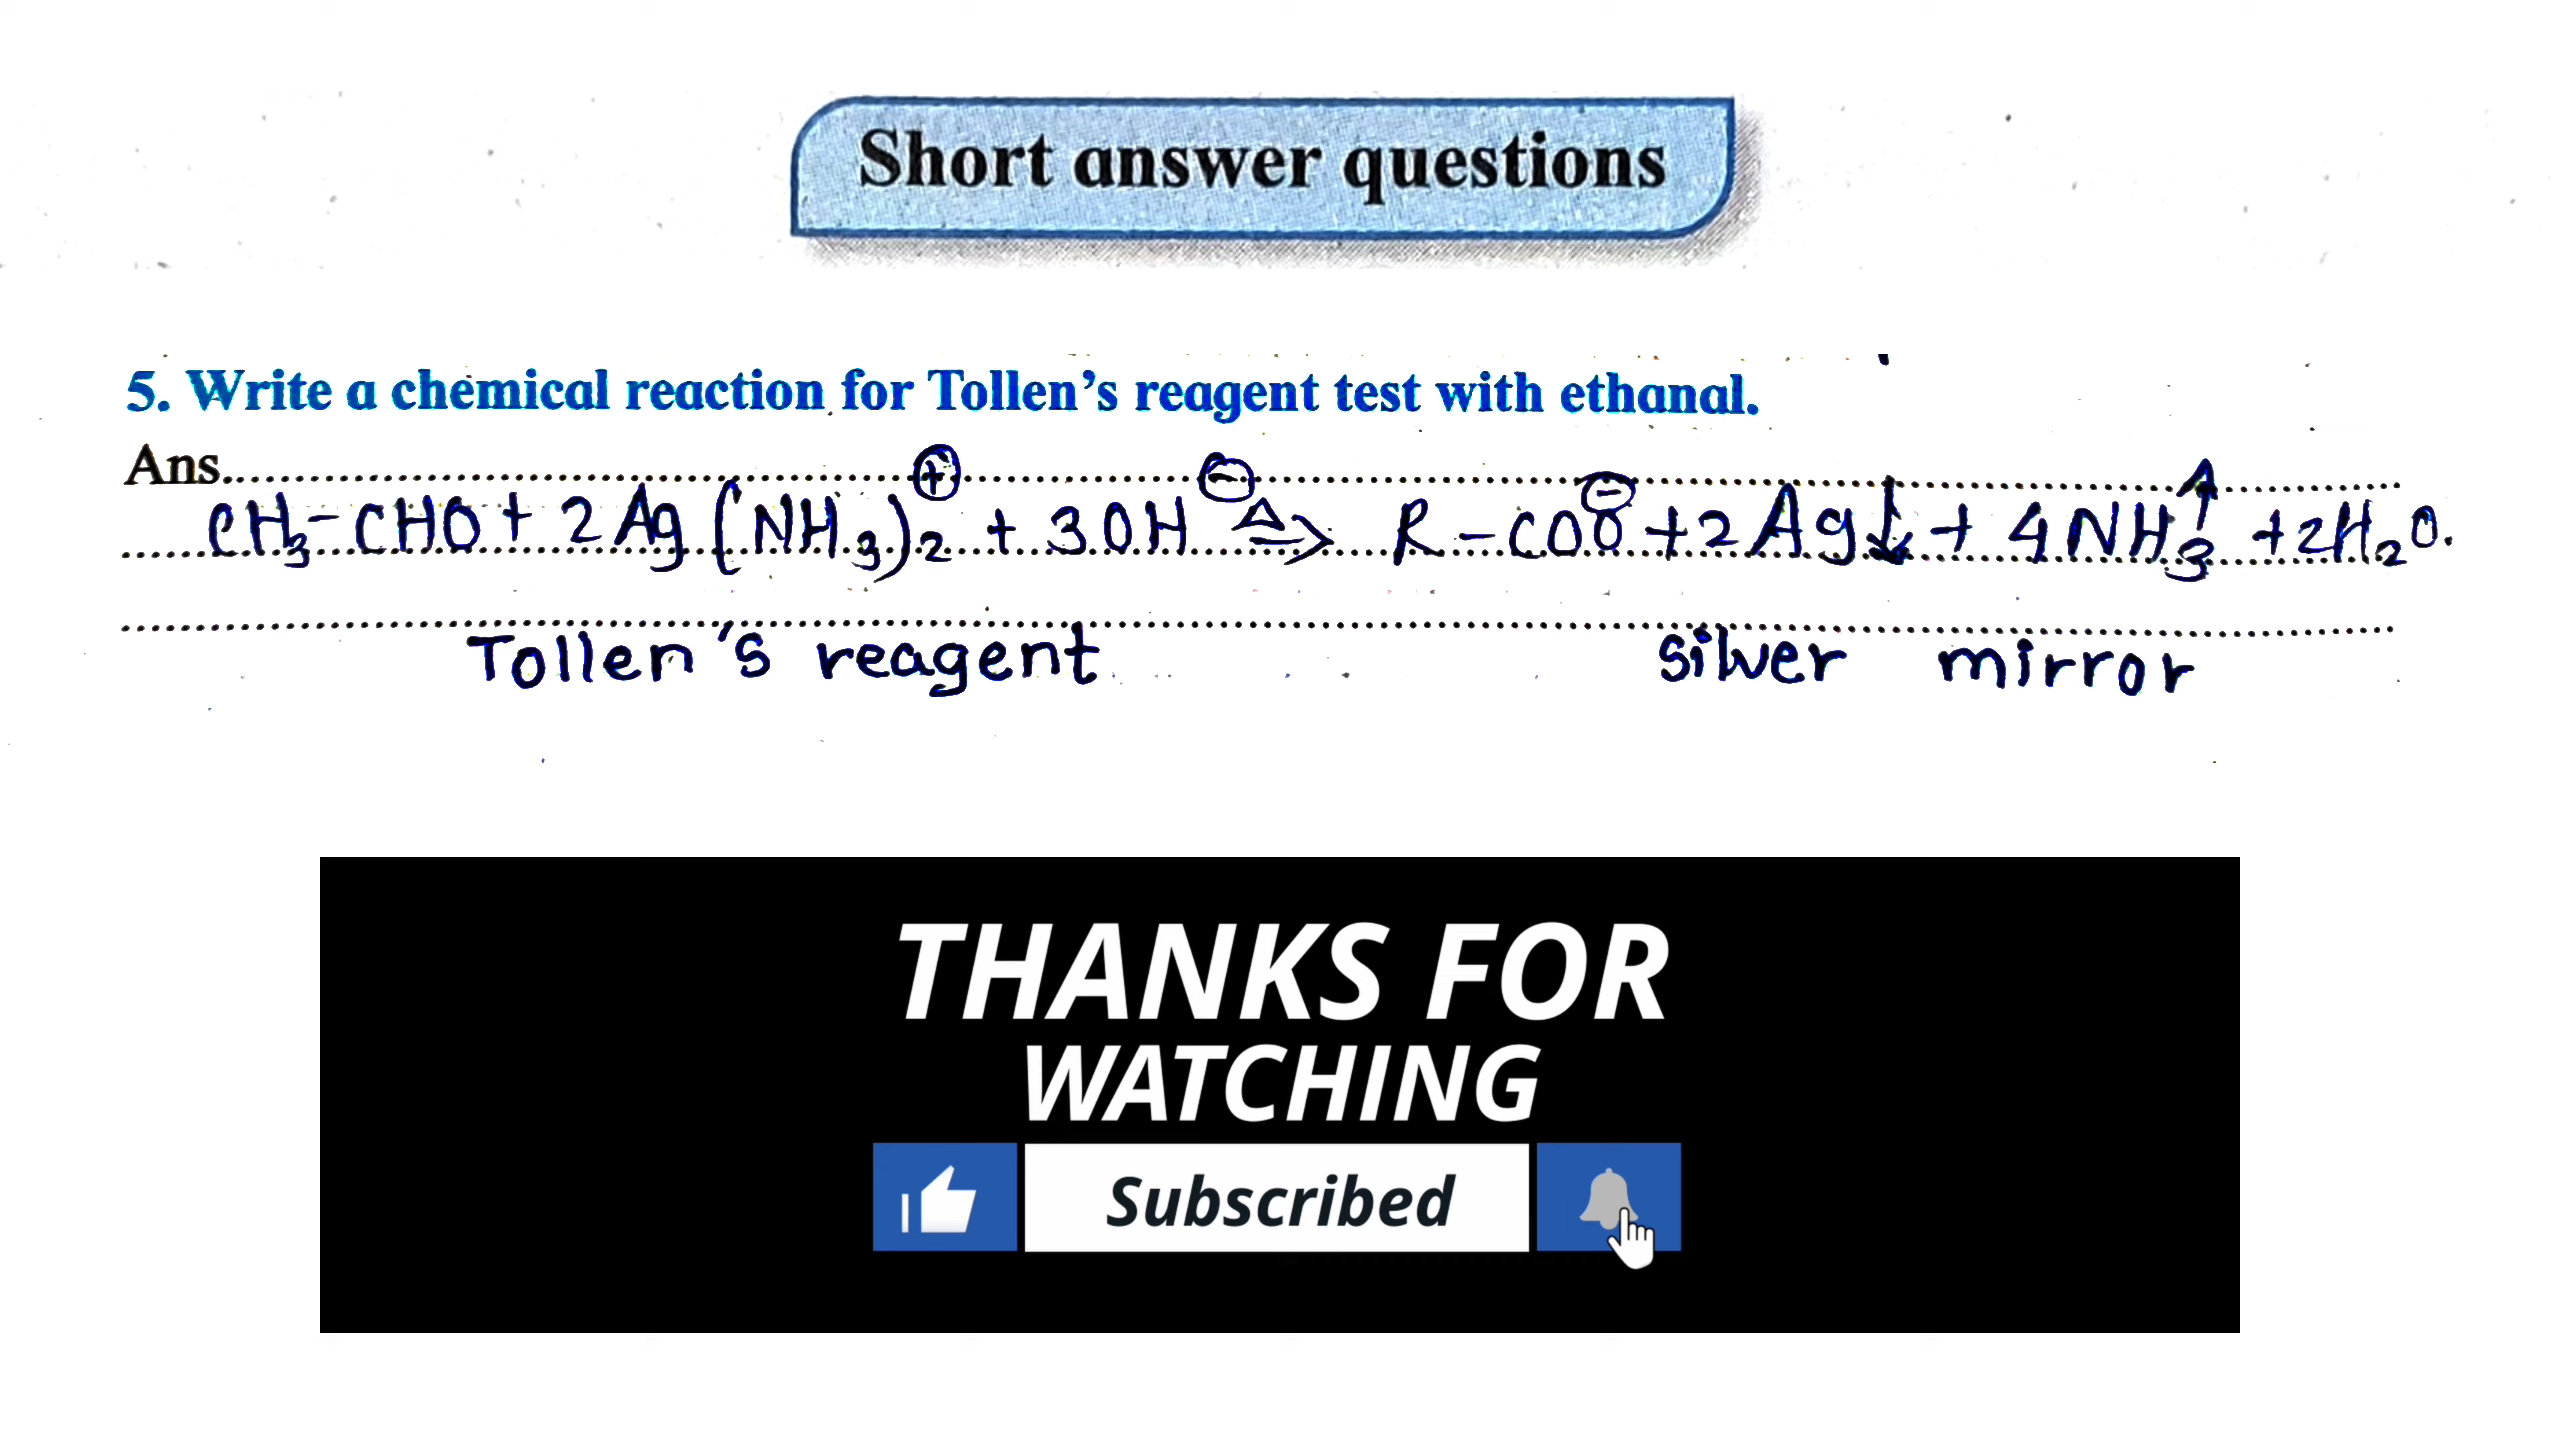 Short answer questions
5. Write a chemical reaction for Tollen's reagent test with ethanal.
Ans.
CH₃-CHO + 2Ag(NH₃)₂⊕ + 3OH⊖ △→ R-COO⊖ + 2Ag↓ + 4NH₃↑ + 2H₂O.
Tollen's reagent silver mirror
THANKS FOR
WATCHING
Subscribed